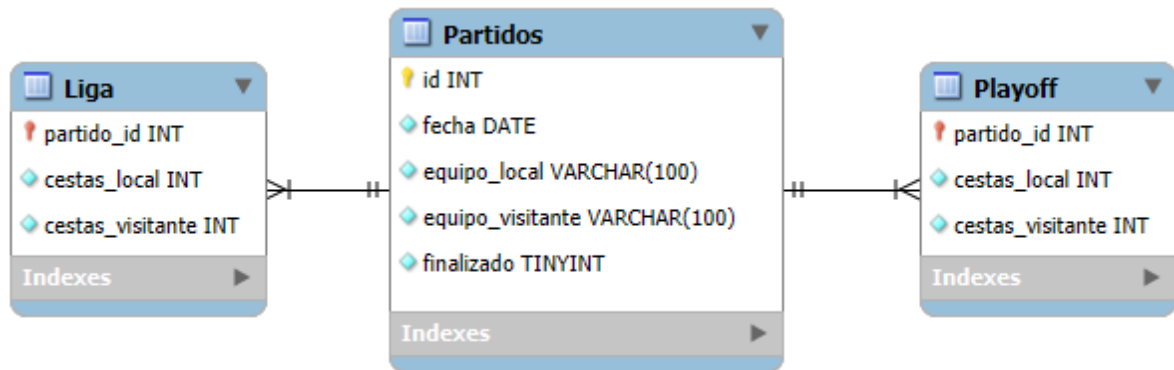 Liga
partido_id INT
cestas_local INT
cestas_visitante INT
Indexes
Partidos
id INT
fecha DATE
equipo_local VARCHAR(100)
equipo_visitante VARCHAR(100)
finalizado TINYINT
Indexes
Playoff
partido_id INT
cestas_local INT
cestas_visitante INT
Indexes